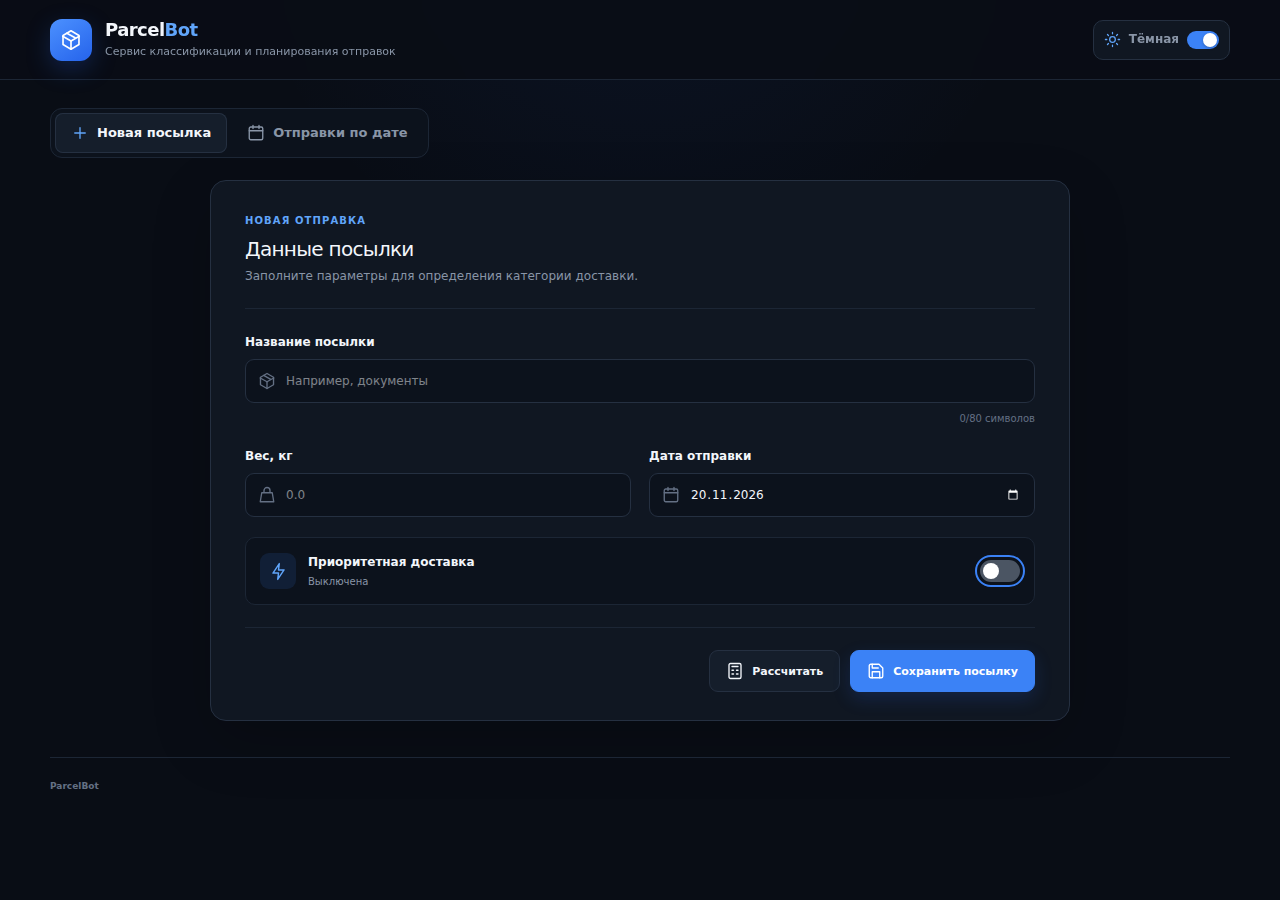 ParcelBot
Сервис классификации и планирования отправок
Тёмная
Новая посылка
Отправки по дате
НОВАЯ ОТПРАВКА
Данные посылки
Заполните параметры для определения категории доставки.
Название посылки
Например, документы
0/80 символов
Вес, кг
Дата отправки
0.0
20.11.2026
Приоритетная доставка
Выключена
Рассчитать
Сохранить посылку
ParcelBot